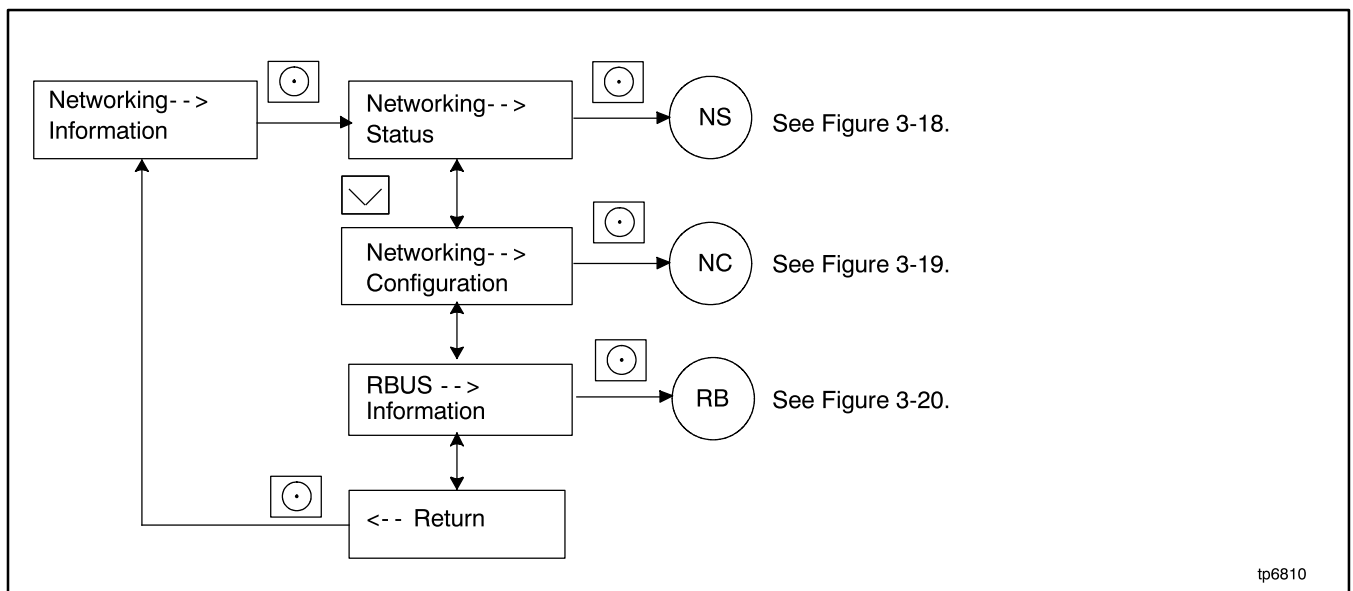 Networking-->
Information
Networking-->
Status
NS
See Figure 3-18.
Networking-->
Configuration
NC
See Figure 3-19.
RBUS -->
Information
RB
See Figure 3-20.
<-- Return
tp6810